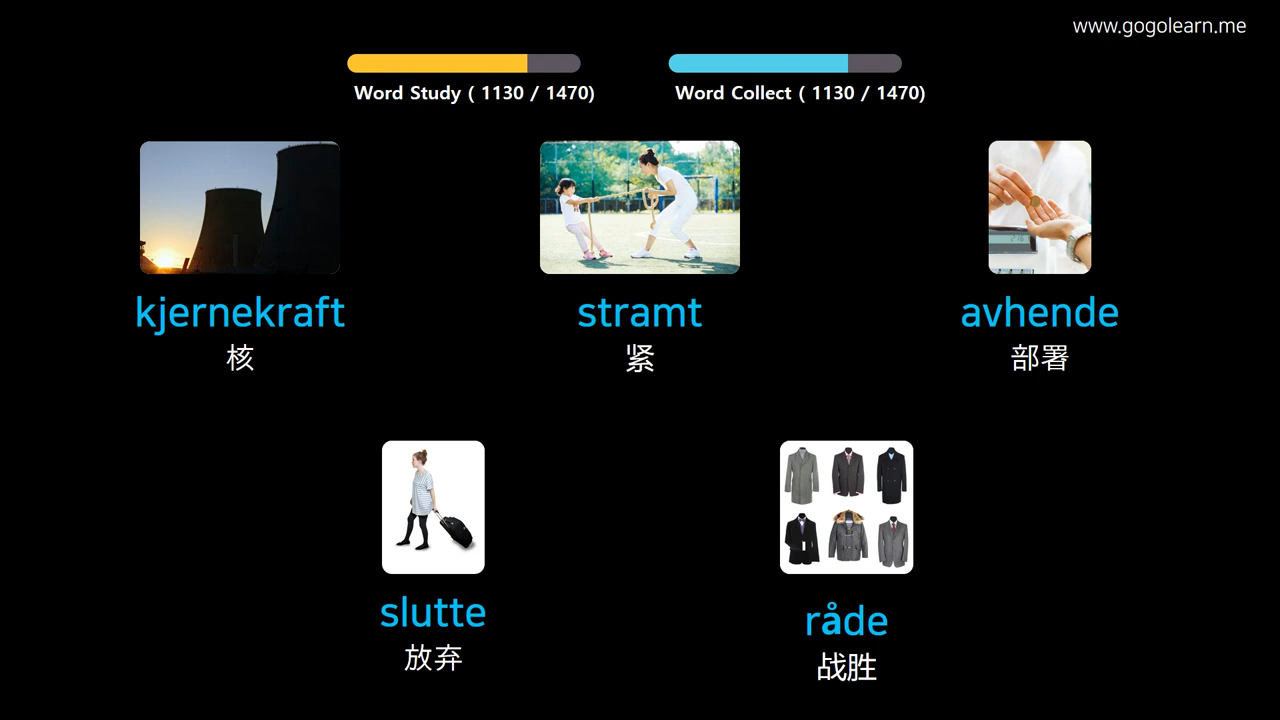 www.gogolearn.me
Word Study ( 1130 / 1470)
Word Collect ( 1130 / 1470)
kjernekraft
核
stramt
紧
avhende
部署
slutte
放弃
råde
战胜